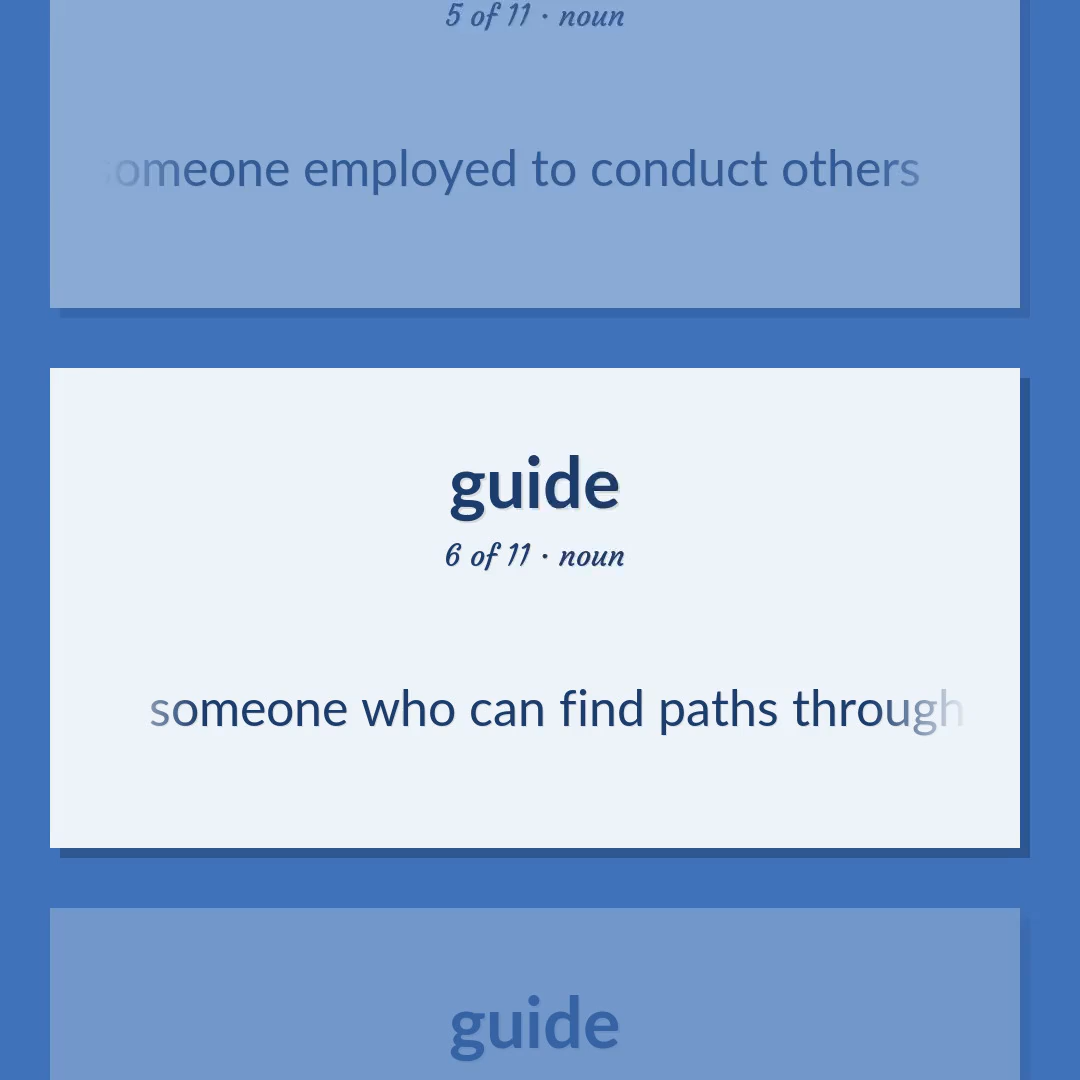 5 of 11 · noun
someone employed to conduct others
guide
6 of 11 · noun
someone who can find paths through
guide